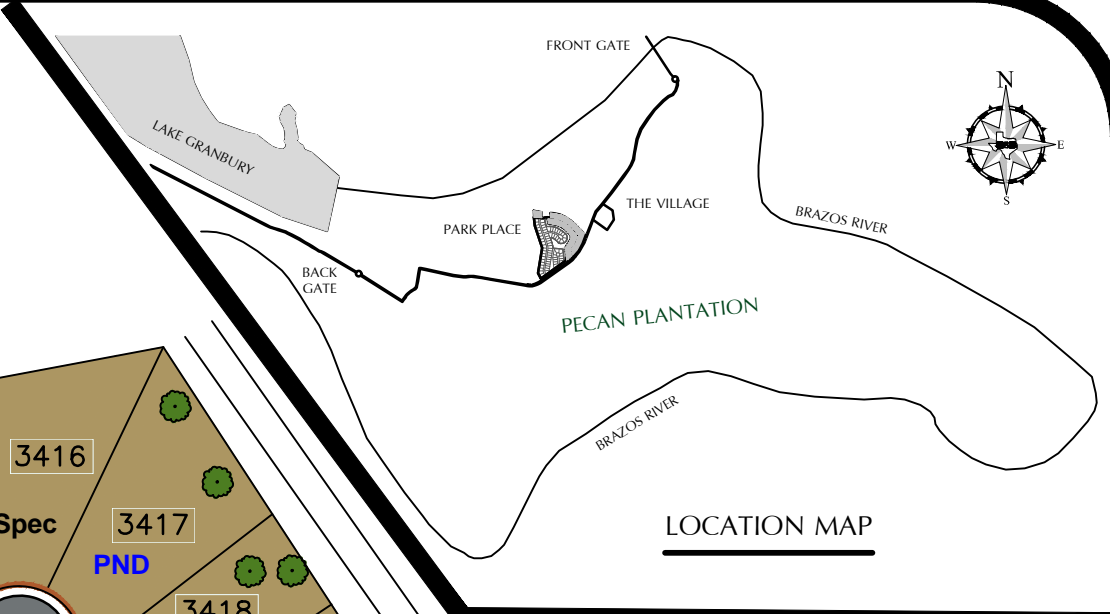 FRONT GATE
N
W
E
S
LAKE GRANBURY
THE VILLAGE
PARK PLACE
BRAZOS RIVER
BACK
GATE
PECAN PLANTATION
BRAZOS RIVER
3416
Spec
3417
PND
LOCATION MAP
3418